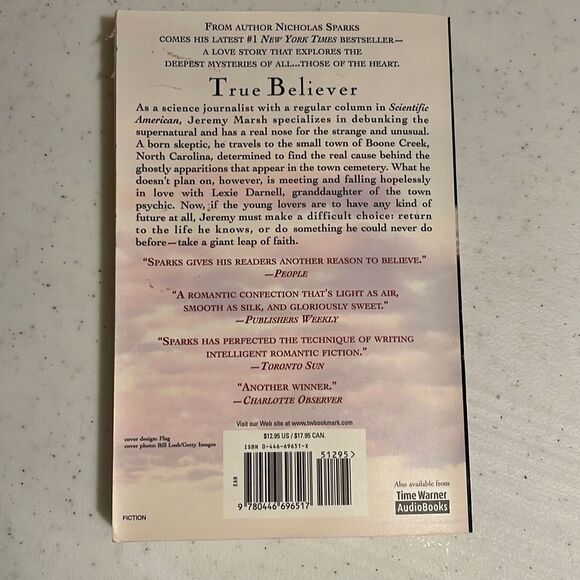 FROM AUTHOR NICHOLAS SPARKS
COMES HIS LATEST #1 NEW YORK TIMES BESTSELLER—
A LOVE STORY THAT EXPLORES THE
DEEPEST MYSTERIES OF ALL...THOSE OF THE HEART.
True Believer
As a science journalist with a regular column in Scientific
American, Jeremy Marsh specializes in debunking the
supernatural and has a real nose for the strange and unusual.
A born skeptic, he travels to the small town of Boone Creek,
North Carolina, determined to find the real cause behind the
ghostly apparitions that appear in the town cemetery. What he
doesn't plan on, however, is meeting and falling hopelessly
in love with Lexie Darnell, granddaughter of the town
psychic. Now, if the young lovers are to have any kind of
future at all, Jeremy must make a difficult choice: return
to the life he knows, or do something he could never do
before—take a giant leap of faith.
"SPARKS GIVES HIS READERS ANOTHER REASON TO BELIEVE."
—PEOPLE
"A ROMANTIC CONFECTION THAT'S LIGHT AS AIR,
SMOOTH AS SILK, AND GLORIOUSLY SWEET."
—PUBLISHERS WEEKLY
"SPARKS HAS PERFECTED THE TECHNIQUE OF WRITING
INTELLIGENT ROMANTIC FICTION."
—TORONTO SUN
"ANOTHER WINNER."
—CHARLOTTE OBSERVER
Visit our Web site at www.twbookmark.com
cover design: Flag
cover photo: Bill Losh/Getty Images
$12.95 US / $17.95 CAN.
ISBN 0-446-69651-X
51295>
EAN
9 780446 696517
Also available from
Time Warner
AudioBooks
FICTION